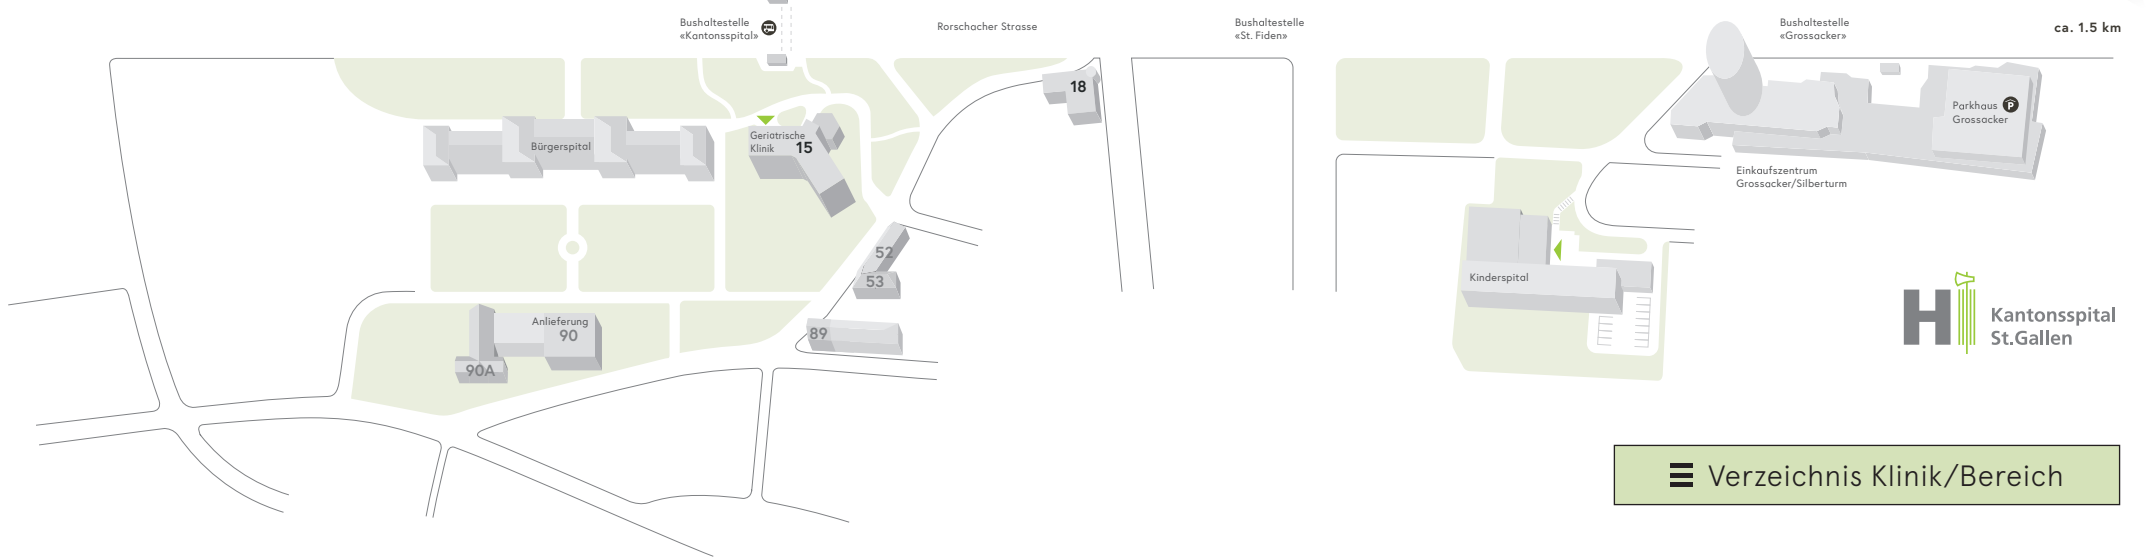 Bushaltestelle
«Kantonsspital»
Rorschacher Strasse
Bushaltestelle
«St. Fiden»
Bushaltestelle
«Grossacker»
ca. 1.5 km
18
Parkhaus P
Grossacker
Geriatrische
Klinik 15
Bürgerspital
Einkaufszentrum
Grossacker/Silberturm
52
53
Kinderspital
Anlieferung
90
89
90A
H
Kantonsspital
St.Gallen
Verzeichnis Klinik/Bereich